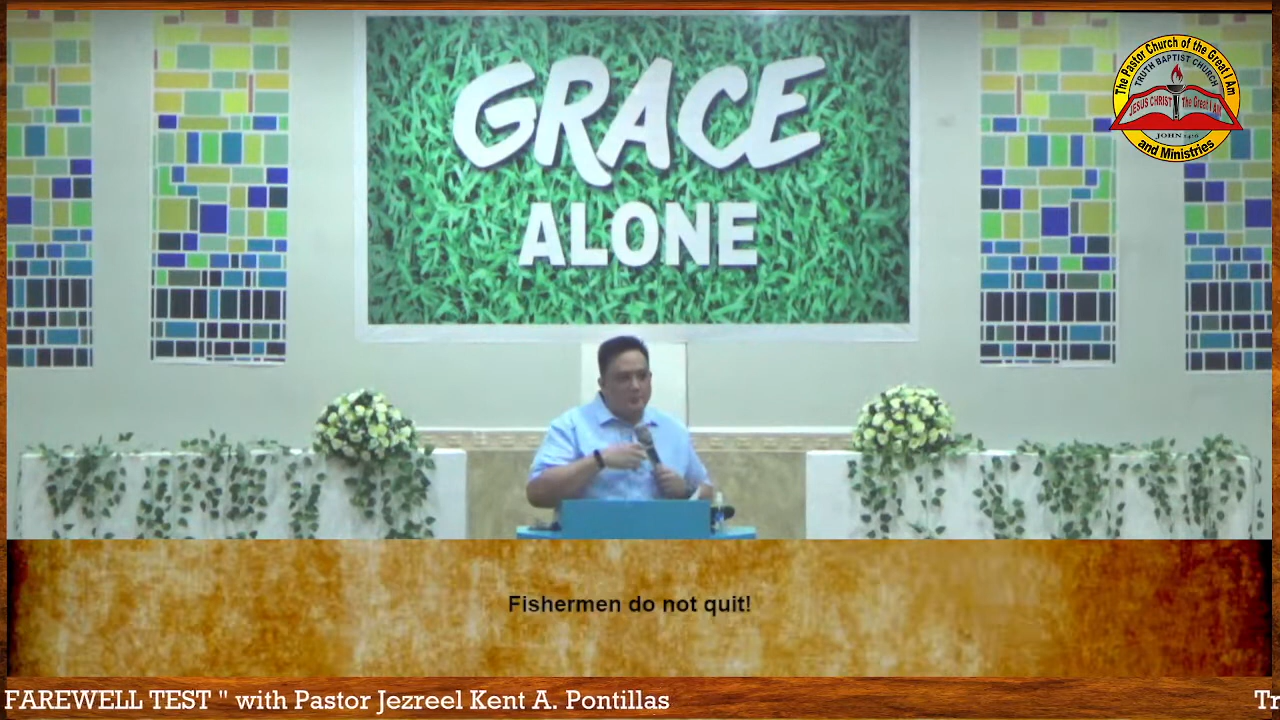 GRACE
ALONE
The Pastor Church of the Great I Am
TRUTH BAPTIST CHURCH
JESUS CHRIST The Great I AM
JOHN
and Ministries
Fishermen do not quit!
FAREWELL TEST " with Pastor Jezreel Kent A. Pontillas